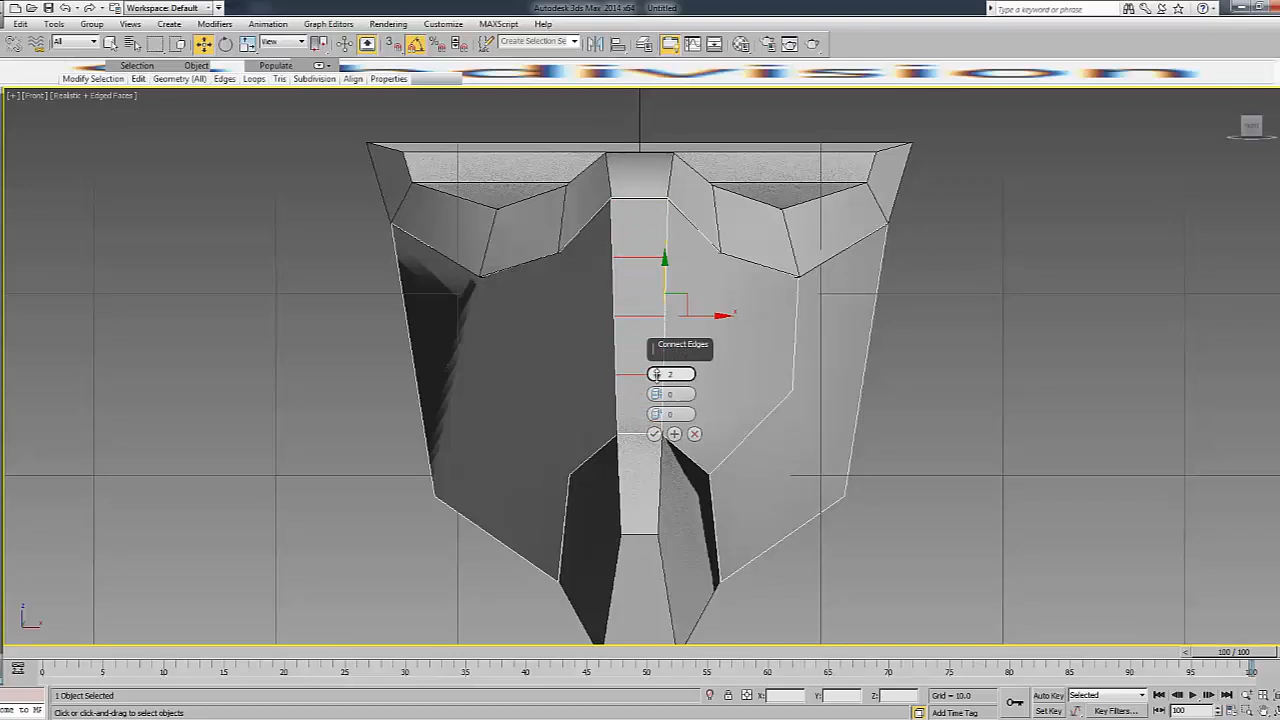 Workspace: Default
Autodesk 3ds Max 2014 x64 Untitled
Type a keyword or phrase
Edit Tools Group Views Create Modifiers Animation Graph Editors Rendering Customize MAXScript Help
All View Create Selection Se
Selection Object Populate
Modify Selection Edit Geometry (All) Edges Loops Tris Subdivision Align Properties
[+] [Front] [Realistic + Edged Faces]
FRONT
x
Connect Edges
2
0
0
z
x
100 / 100
0 5 10 15 20 25 30 35 40 45 50 55 60 65 70 75 80 85 90 95 100
1 Object Selected X: Y: Z: Grid = 10.0 Auto Key Selected
ome to MF Click or click-and-drag to select objects Add Time Tag Set Key Key Filters... 100